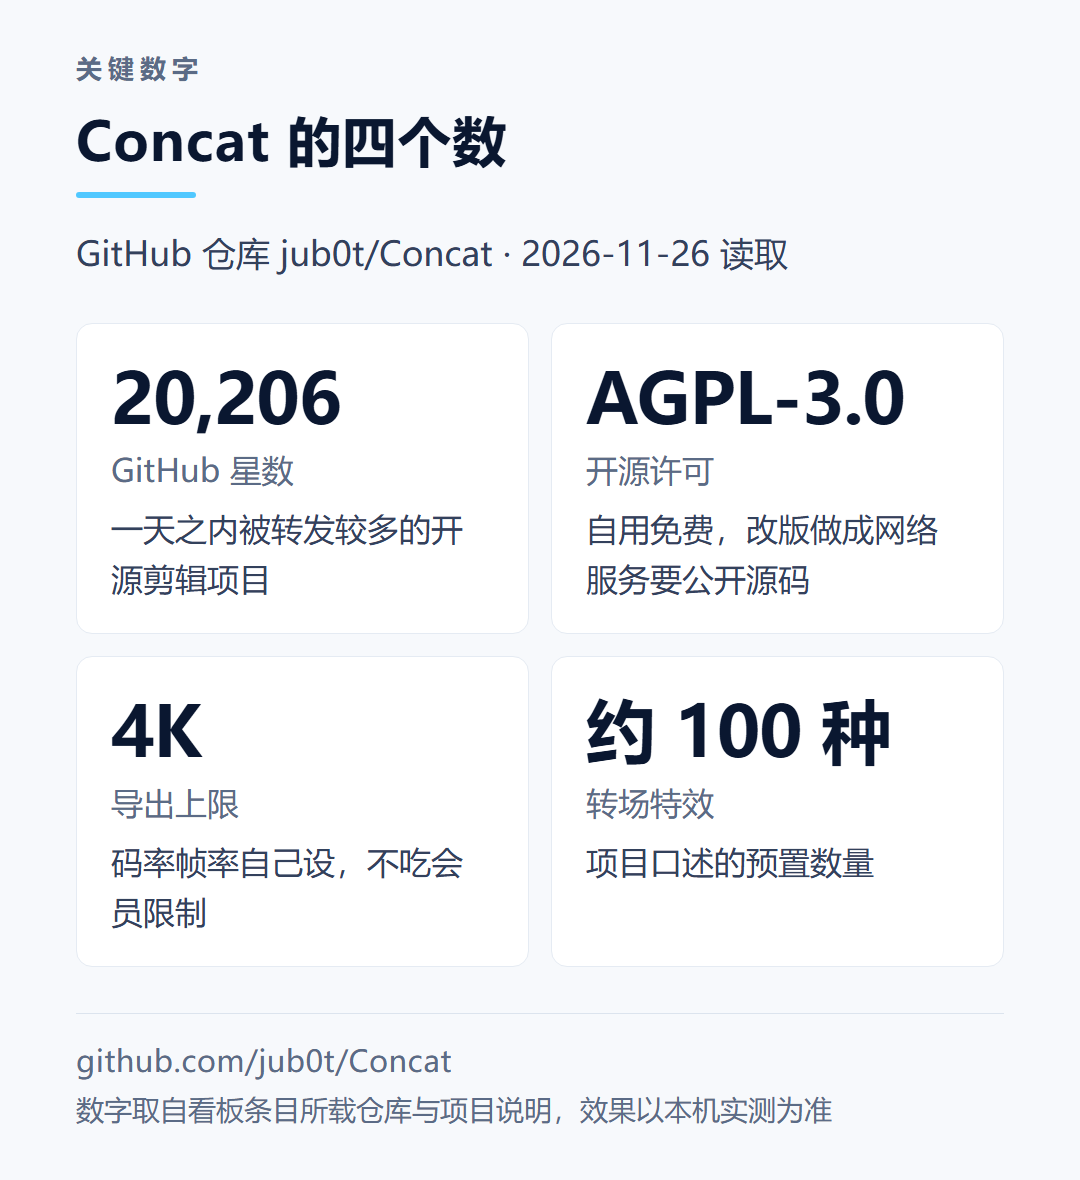 关键数字
Concat 的四个数
GitHub 仓库 jub0t/Concat · 2026-11-26 读取
20,206
GitHub 星数
一天之内被转发较多的开
源剪辑项目
AGPL-3.0
开源许可
自用免费，改版做成网络
服务要公开源码
4K
导出上限
码率帧率自己设，不吃会
员限制
约 100 种
转场特效
项目口述的预置数量
github.com/jub0t/Concat
数字取自看板条目所载仓库与项目说明，效果以本机实测为准